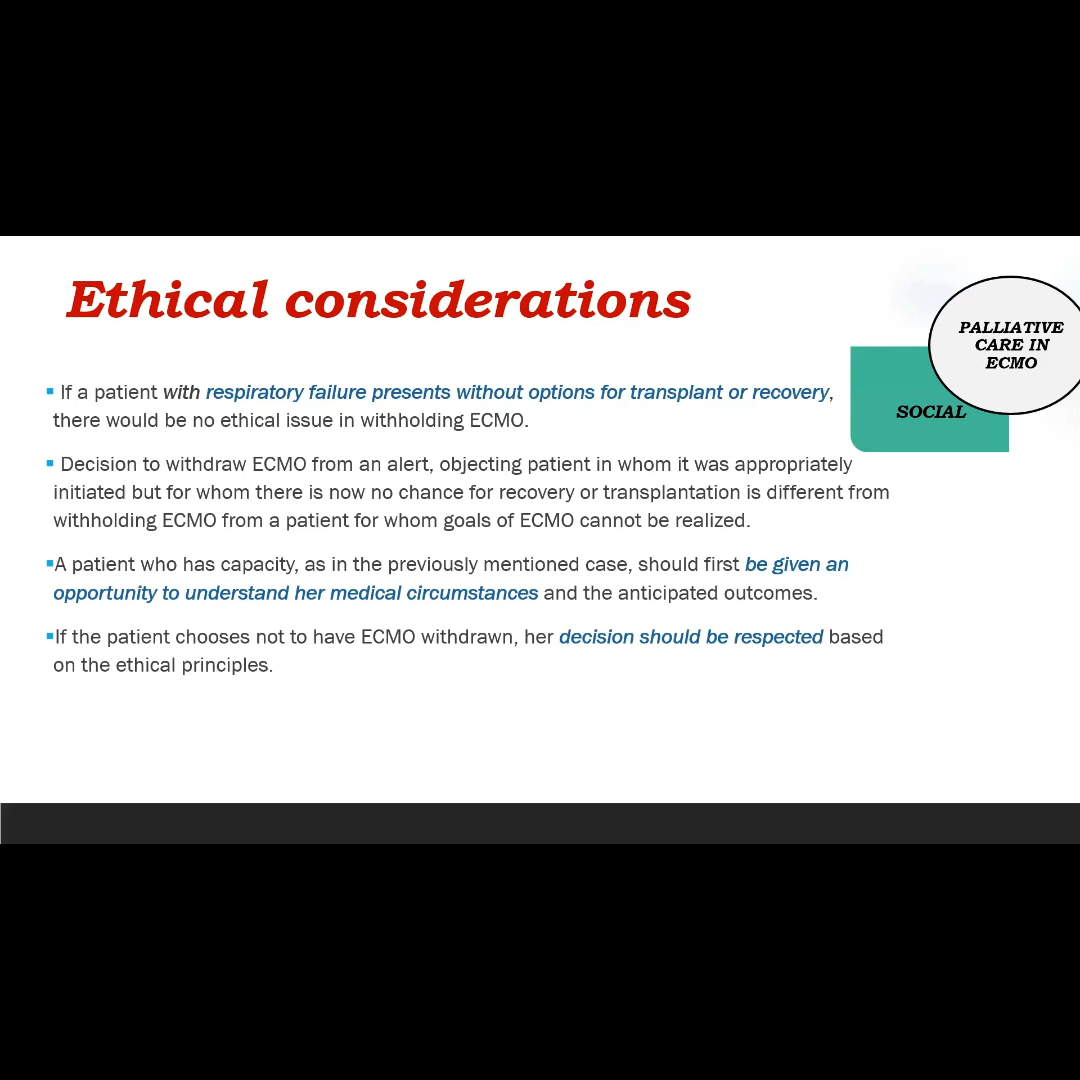 Ethical considerations
PALLIATIVE
CARE IN
ECMO
SOCIAL
▪ If a patient with respiratory failure presents without options for transplant or recovery,
there would be no ethical issue in withholding ECMO.
▪ Decision to withdraw ECMO from an alert, objecting patient in whom it was appropriately
initiated but for whom there is now no chance for recovery or transplantation is different from
withholding ECMO from a patient for whom goals of ECMO cannot be realized.
▪A patient who has capacity, as in the previously mentioned case, should first be given an
opportunity to understand her medical circumstances and the anticipated outcomes.
▪If the patient chooses not to have ECMO withdrawn, her decision should be respected based
on the ethical principles.